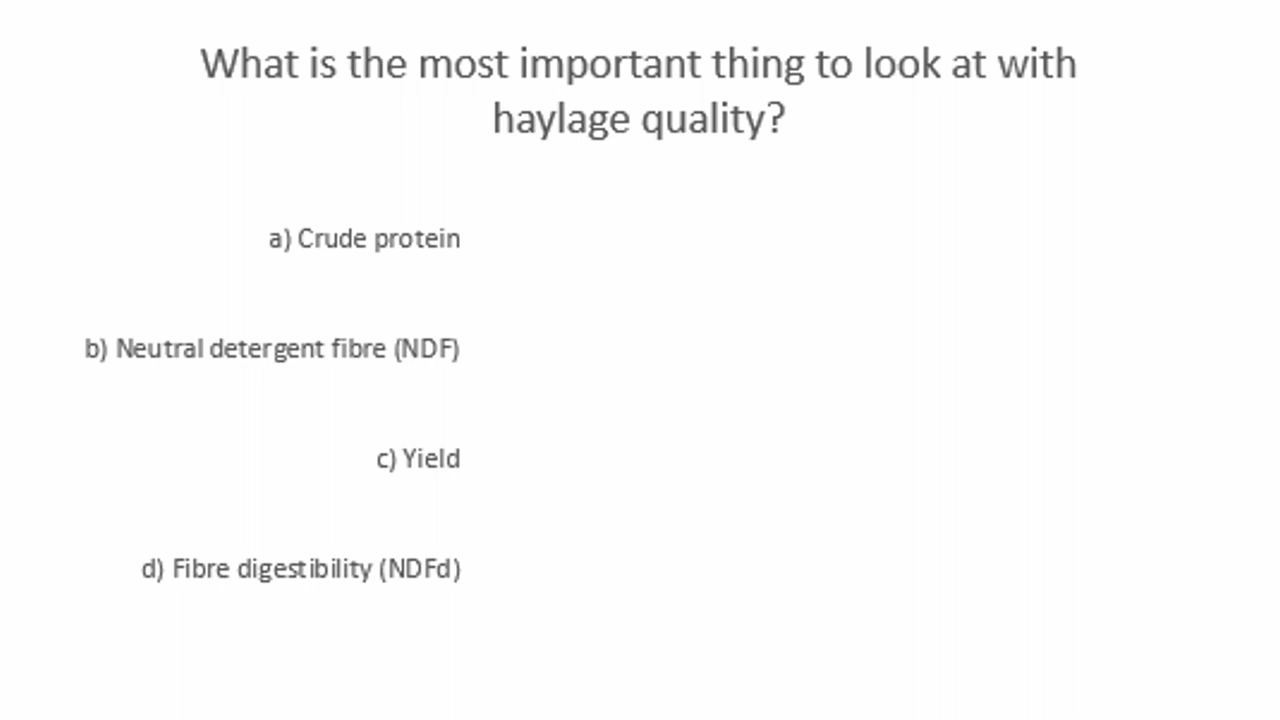 What is the most important thing to look at with
haylage quality?
a) Crude protein
b) Neutral detergent fibre (NDF)
c) Yield
d) Fibre digestibility (NDFd)